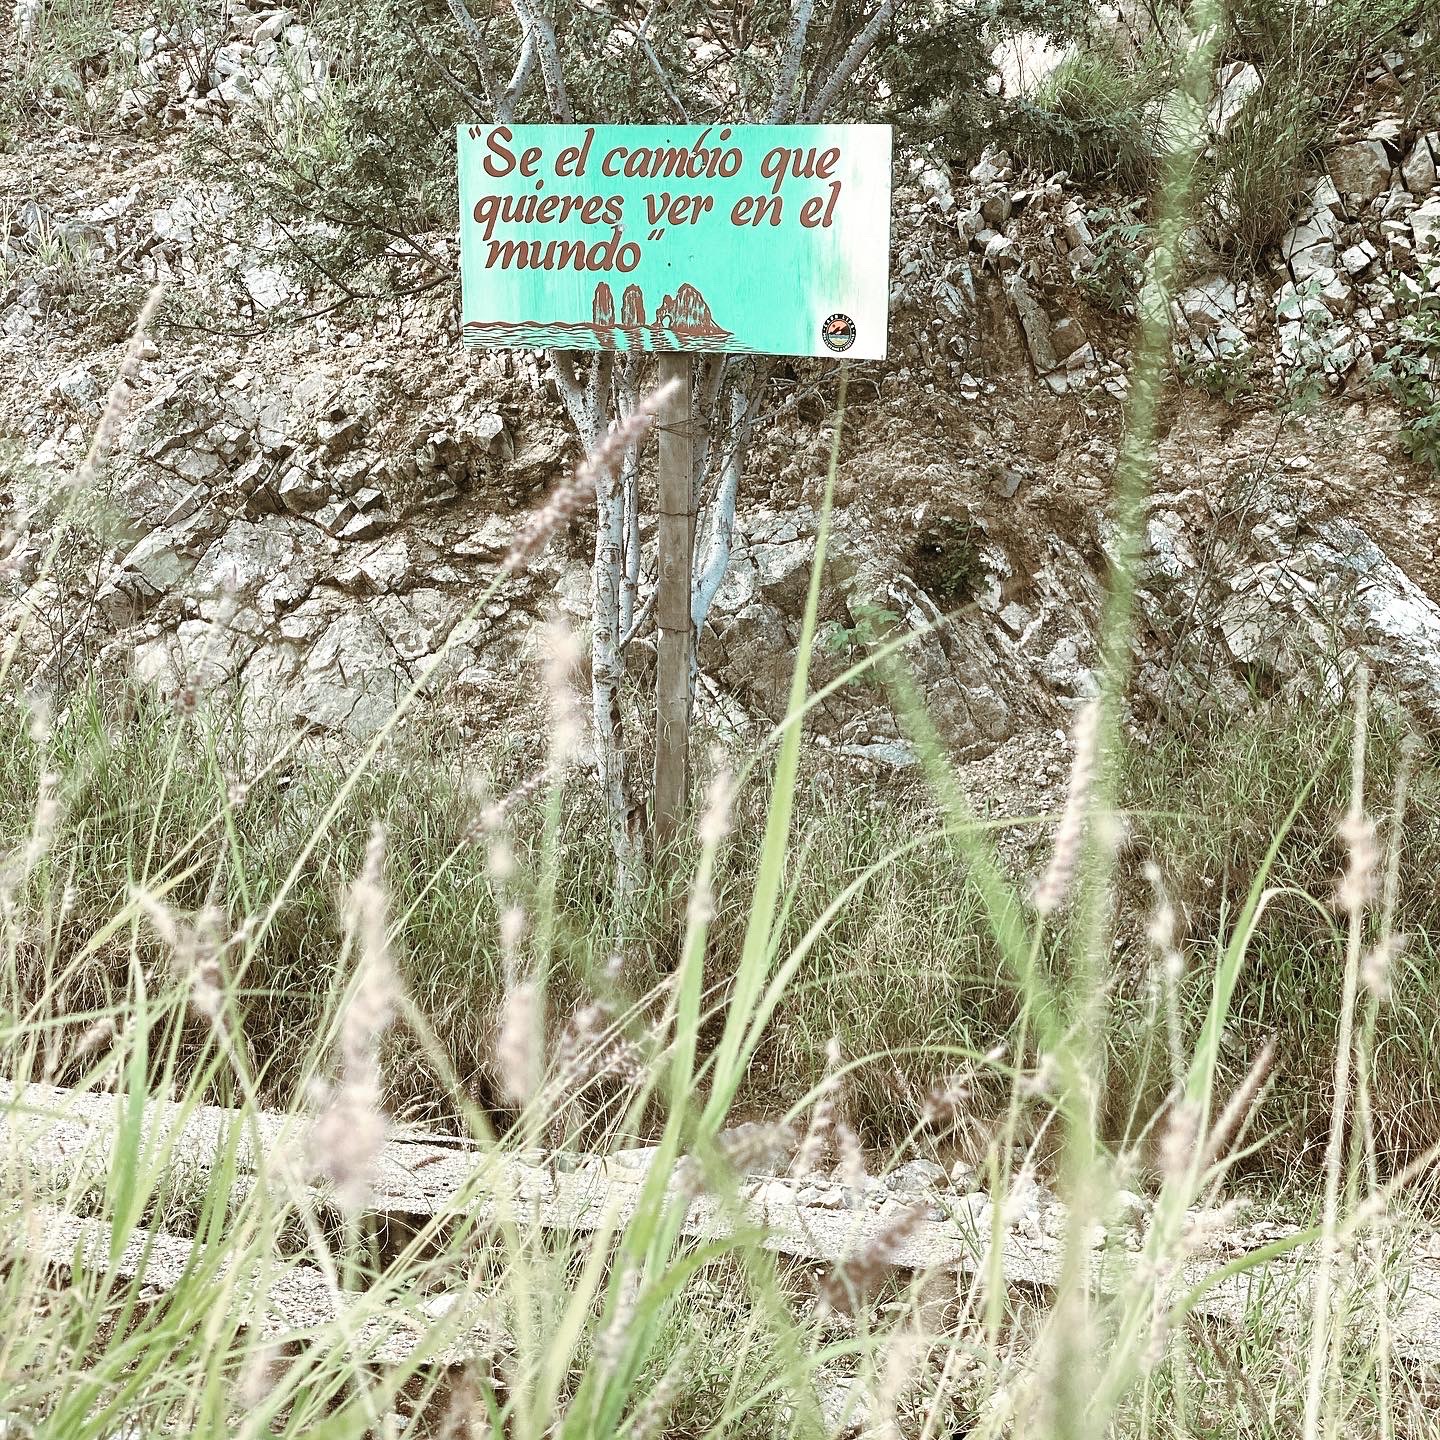 "Se el cambio que
quieres ver en el
mundo"